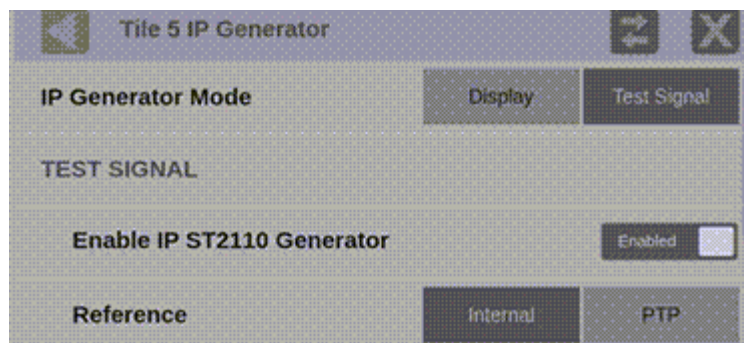 Tile 5 IP Generator
IP Generator Mode Display Test Signal
TEST SIGNAL
Enable IP ST2110 Generator Enabled
Reference Internal PTP